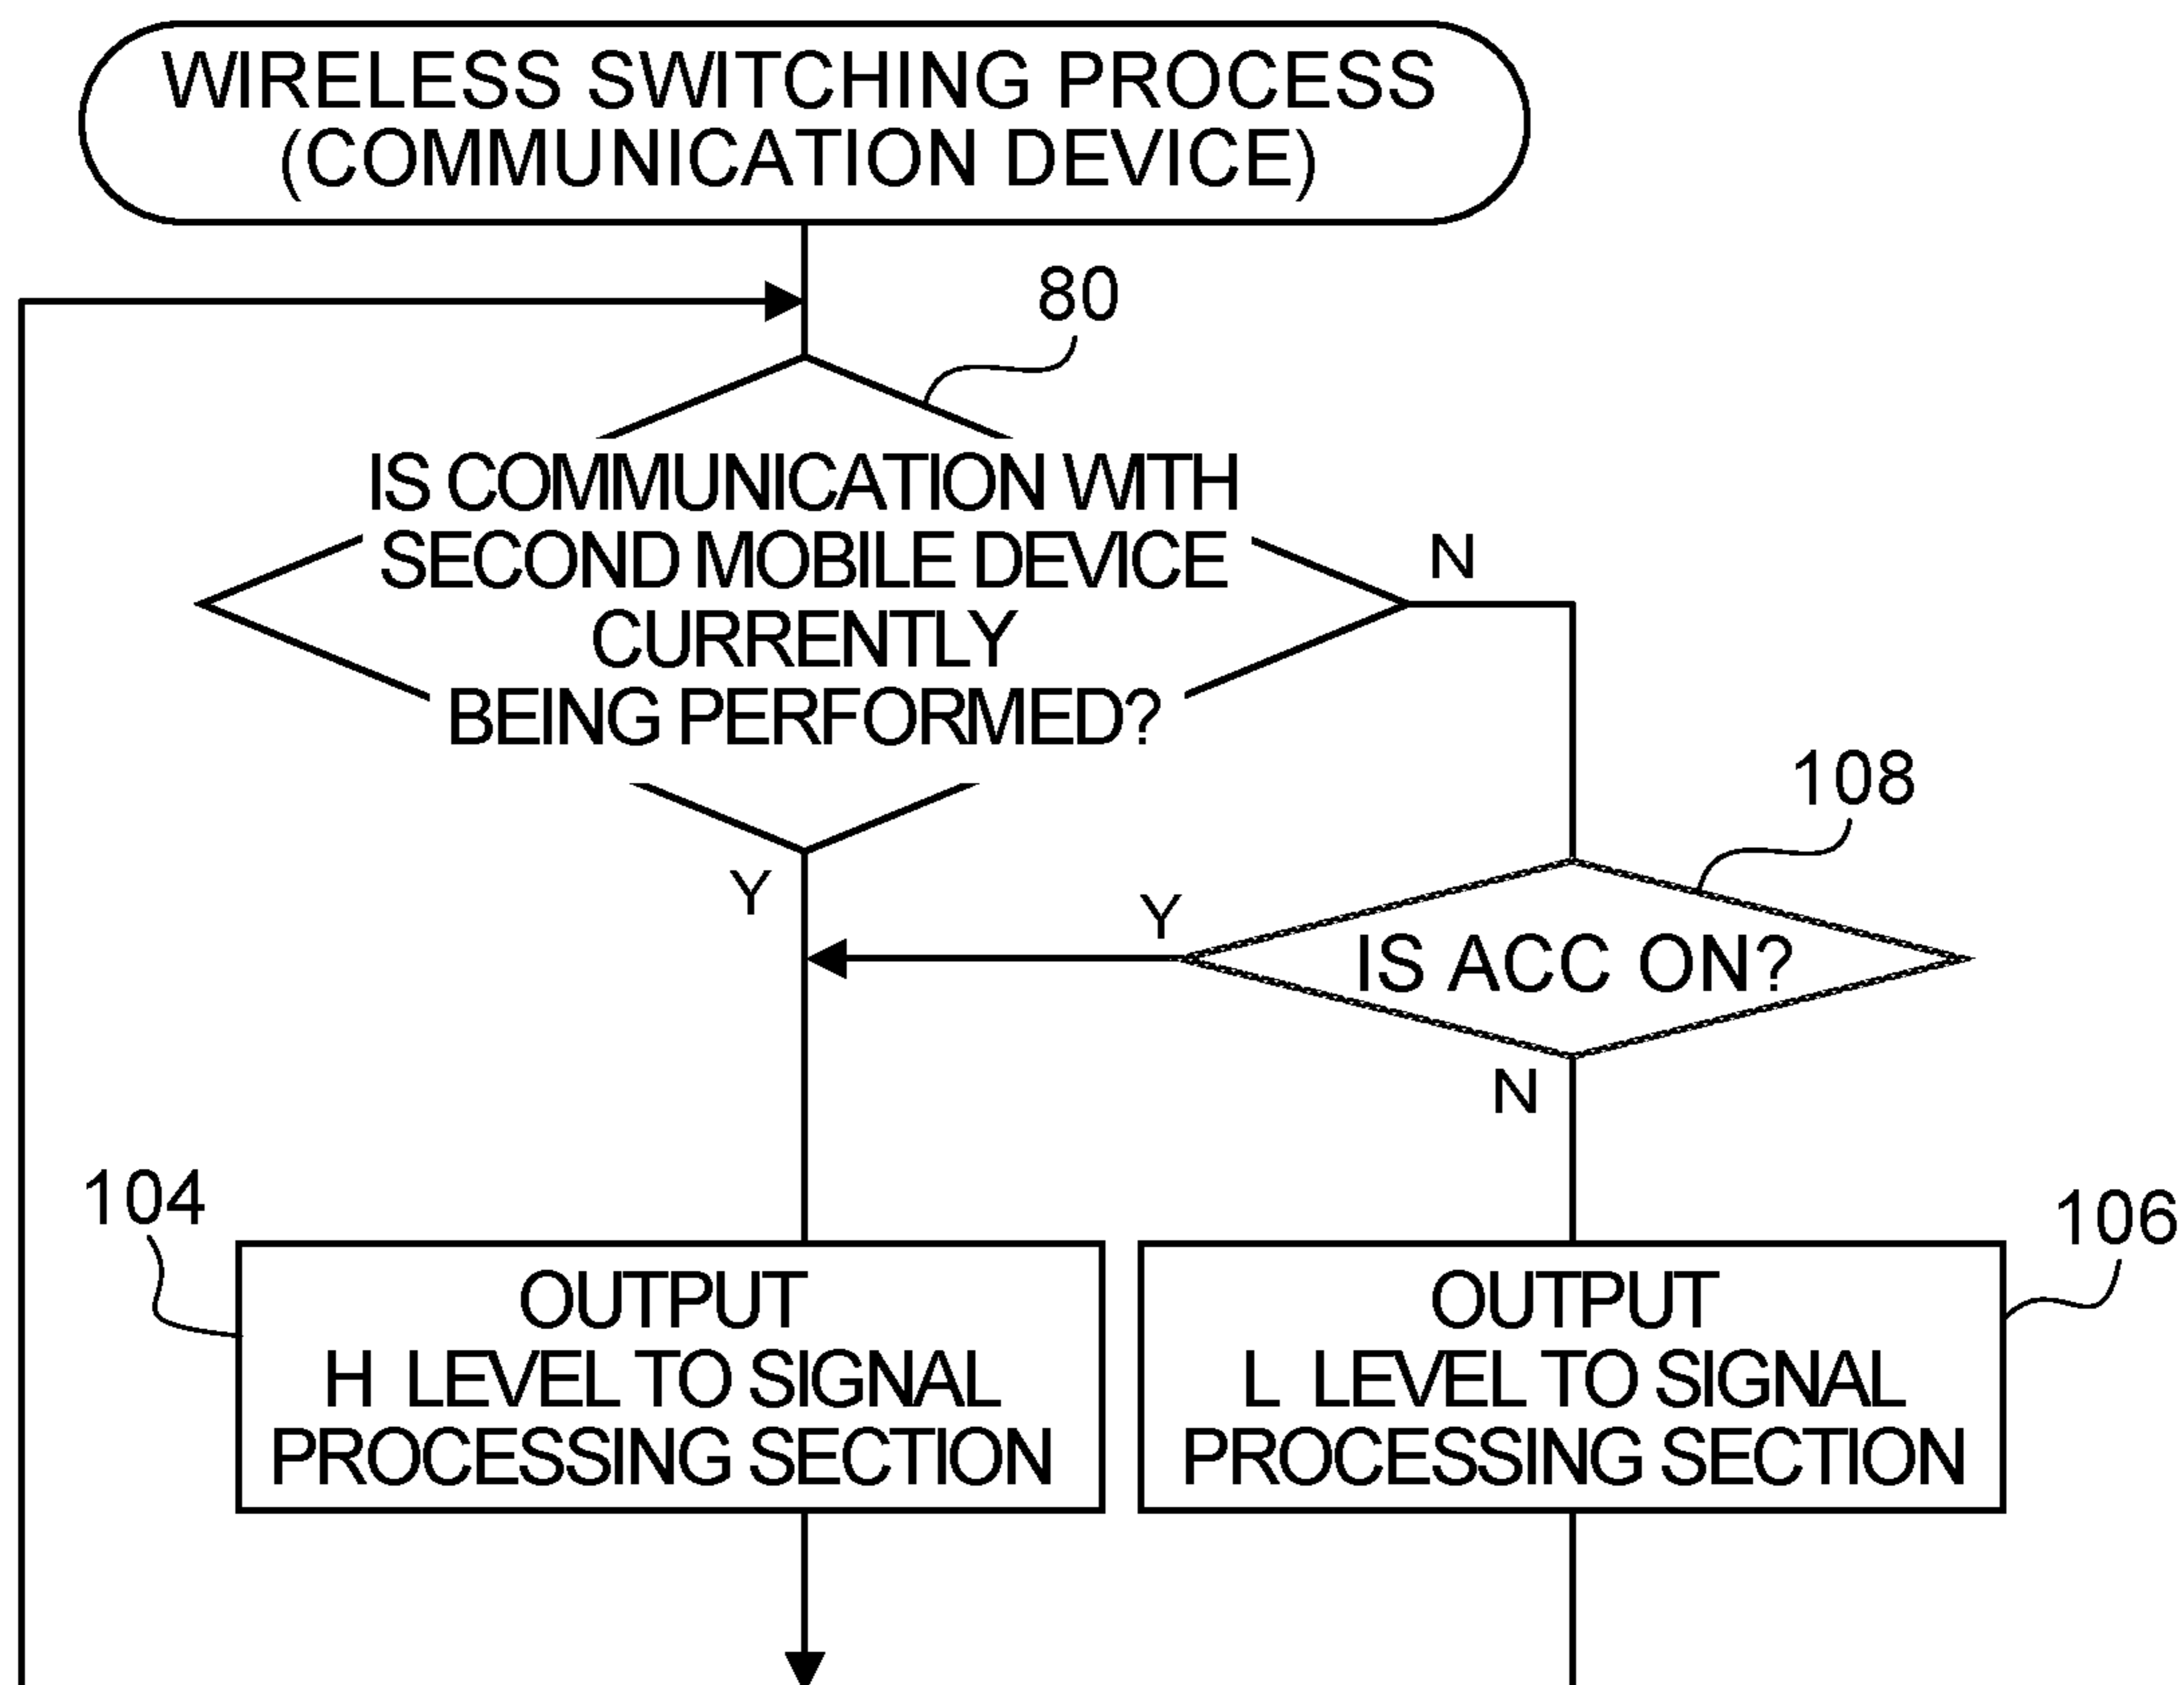 WIRELESS SWITCHING PROCESS
(COMMUNICATION DEVICE)
80
IS COMMUNICATION WITH
SECOND MOBILE DEVICE
CURRENTLY
BEING PERFORMED?
N
108
Y
Y
IS ACC ON?
N
104
106
OUTPUT
H LEVEL TO SIGNAL
PROCESSING SECTION
OUTPUT
L LEVEL TO SIGNAL
PROCESSING SECTION